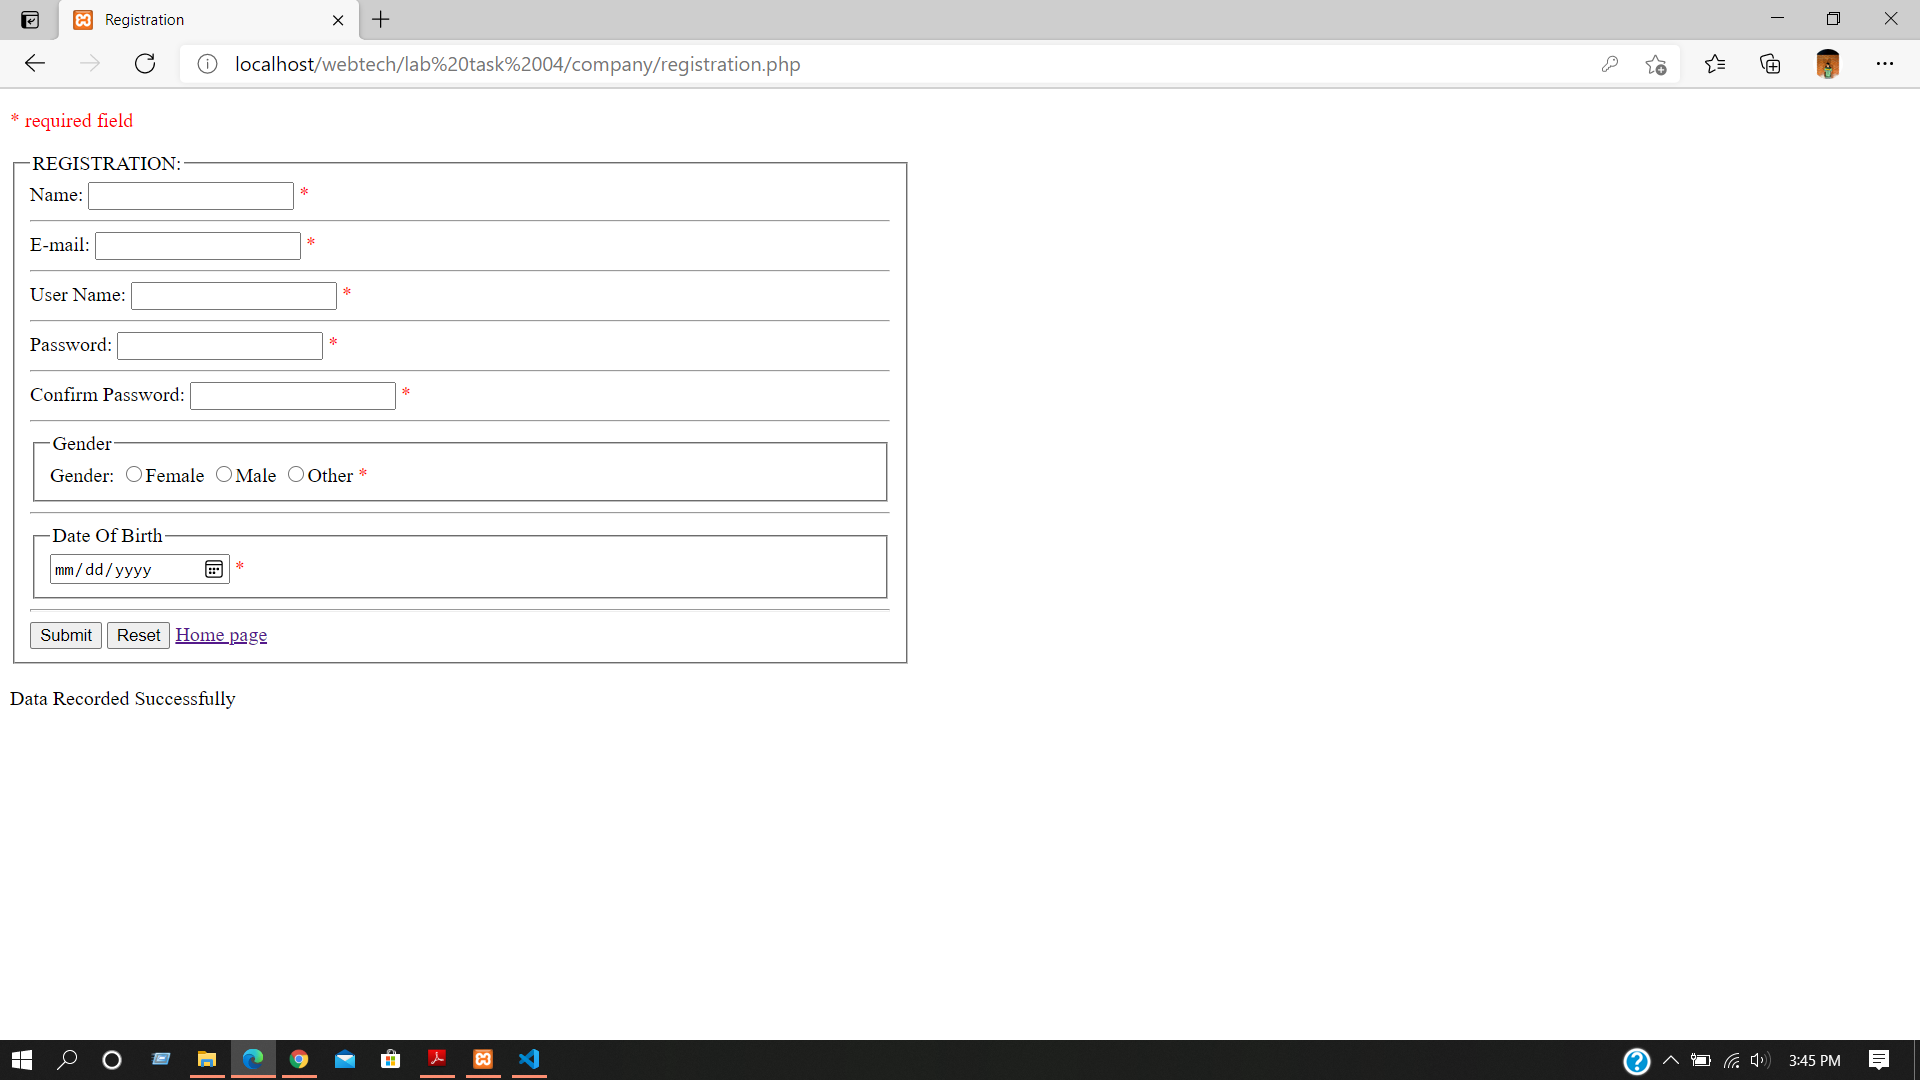 Registration
localhost/webtech/lab%20task%2004/company/registration.php
* required field
REGISTRATION:
Name: *
E-mail: *
User Name: *
Password: *
Confirm Password: *
Gender
Gender: Female Male Other *
Date Of Birth
mm/dd/yyyy *
Submit Reset Home page
Data Recorded Successfully
3:45 PM